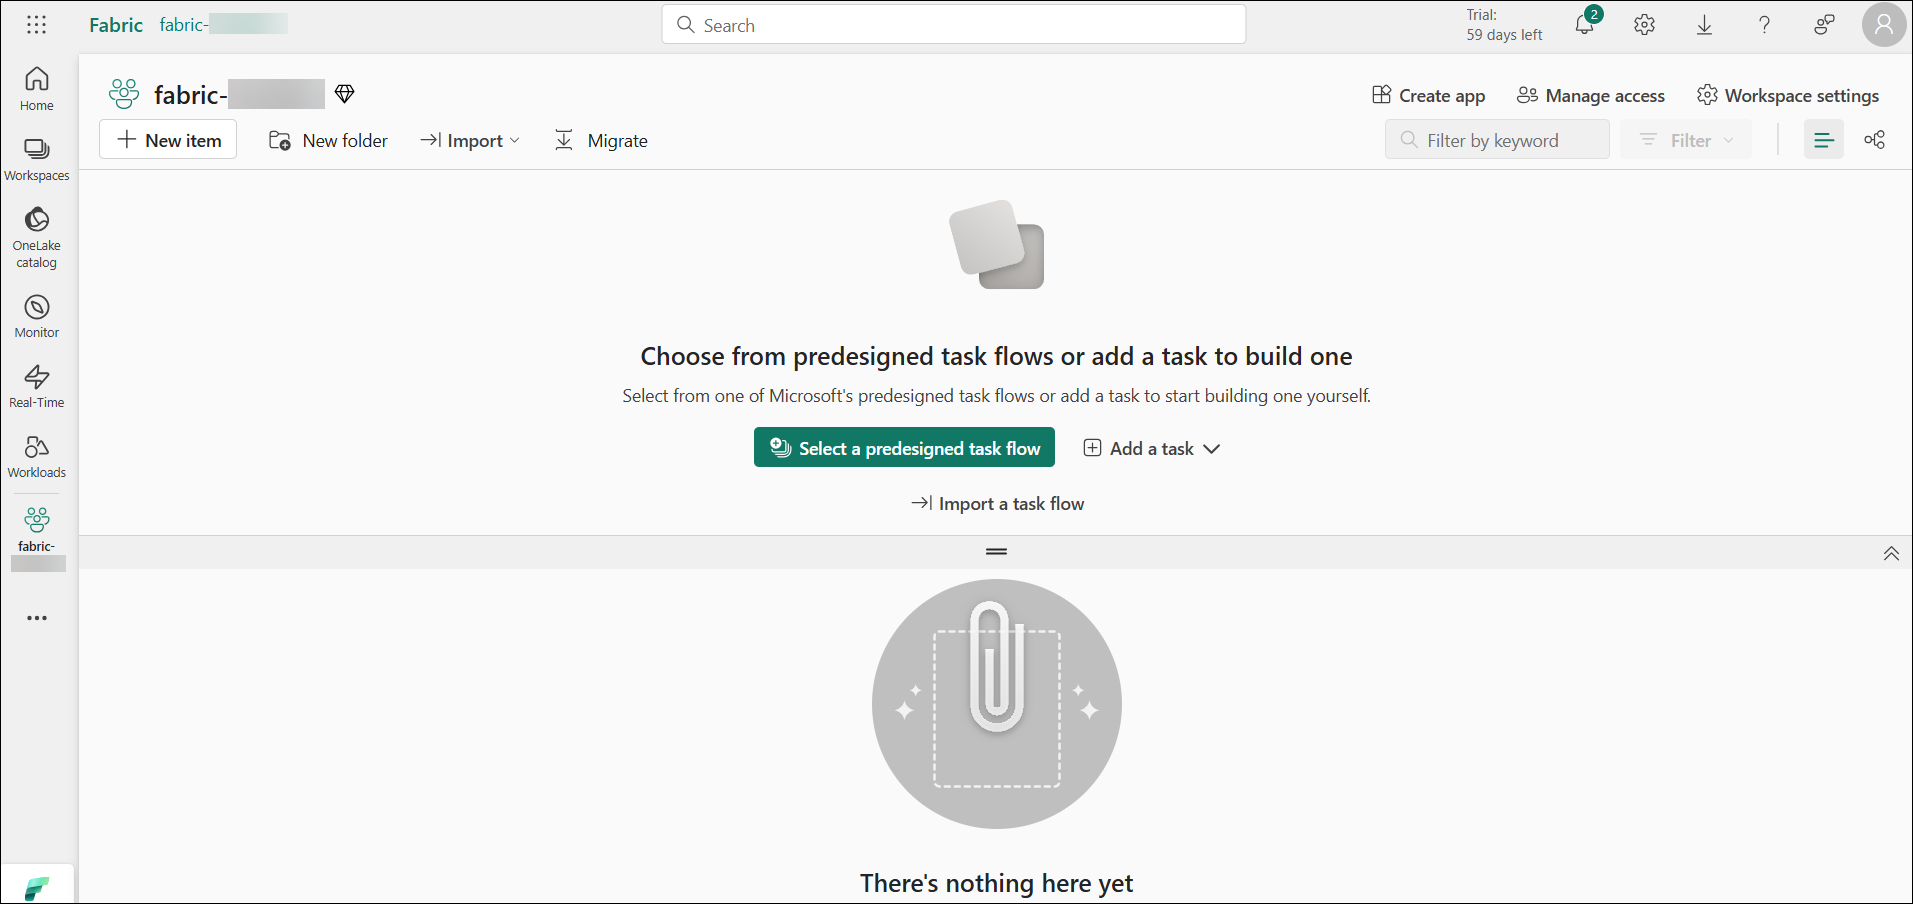 Fabric fabric-
Search
Trial:
59 days left
2
Home
Workspaces
OneLake
catalog
Monitor
Real-Time
Workloads
fabric-
fabric-
Create app
Manage access
Workspace settings
New item
New folder
Import
Migrate
Filter by keyword
Filter
Choose from predesigned task flows or add a task to build one
Select from one of Microsoft's predesigned task flows or add a task to start building one yourself.
Select a predesigned task flow
Add a task
Import a task flow
There's nothing here yet